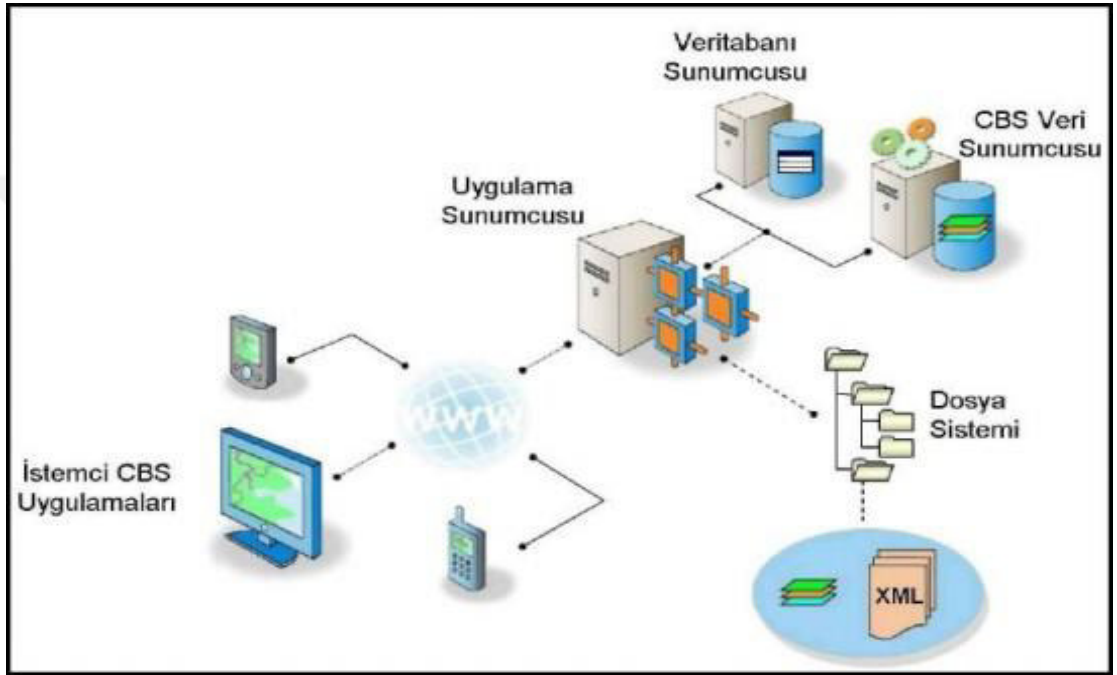 Veritabanı
Sunumcusu
CBS Veri
Sunumcusu
Uygulama
Sunumcusu
www
Dosya
Sistemi
İstemci CBS
Uygulamaları
XML